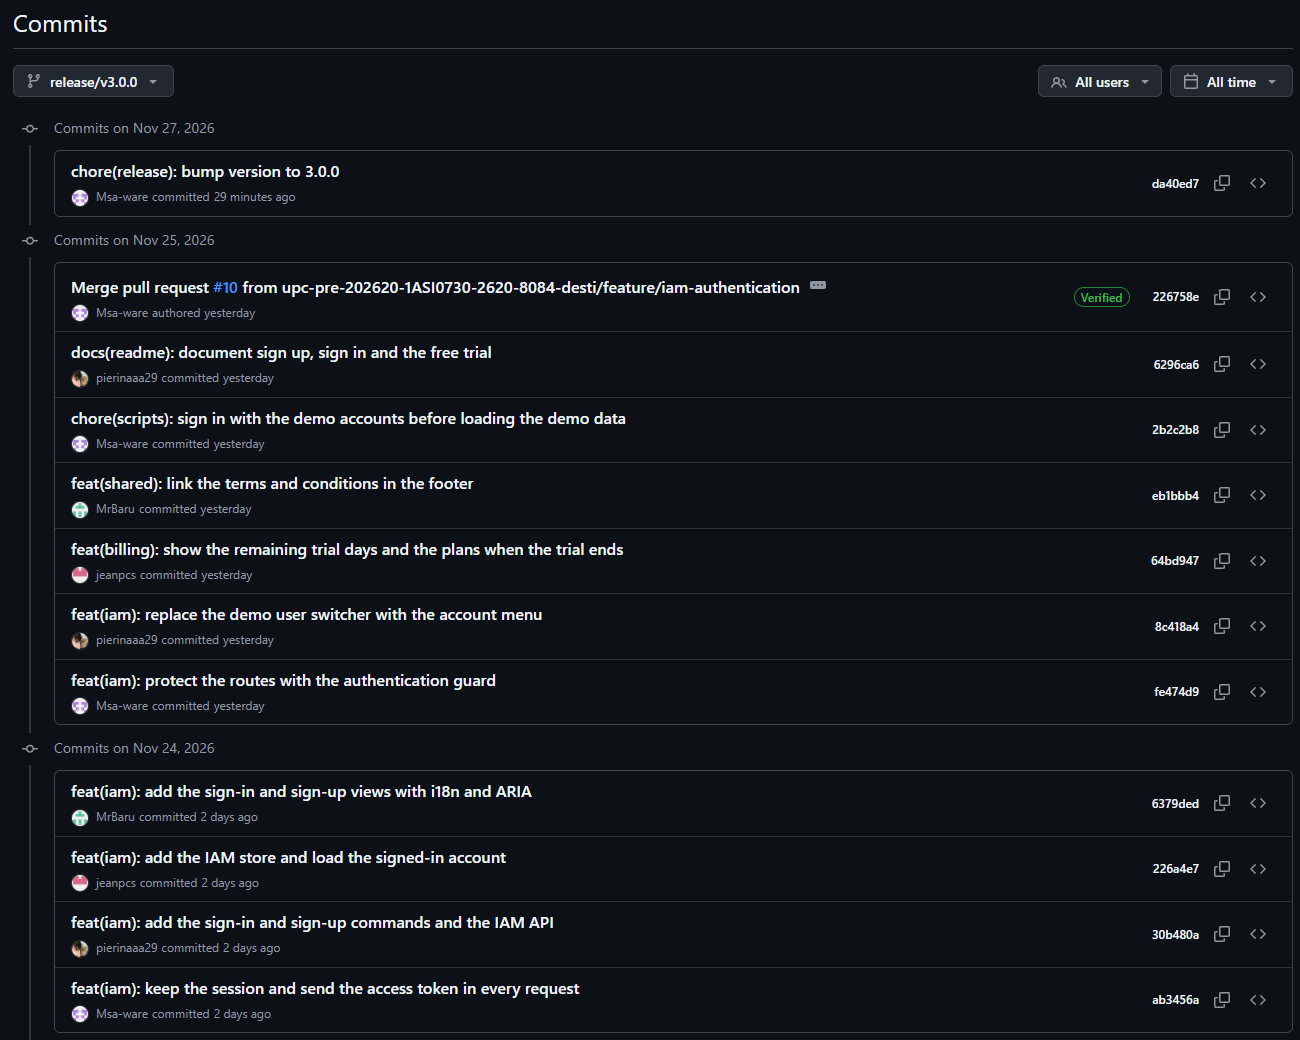 Commits
release/v3.0.0
All users
All time
Commits on Nov 27, 2026
chore(release): bump version to 3.0.0
da40ed7
Msa-ware committed 29 minutes ago
Commits on Nov 25, 2026
Merge pull request #10 from upc-pre-202620-1ASI0730-2620-8084-desti/feature/iam-authentication
Verified
226758e
Msa-ware authored yesterday
docs(readme): document sign up, sign in and the free trial
6296ca6
pierinaaa29 committed yesterday
chore(scripts): sign in with the demo accounts before loading the demo data
2b2c2b8
Msa-ware committed yesterday
feat(shared): link the terms and conditions in the footer
eb1bbb4
MrBaru committed yesterday
feat(billing): show the remaining trial days and the plans when the trial ends
64bd947
jeanpcs committed yesterday
feat(iam): replace the demo user switcher with the account menu
8c418a4
pierinaaa29 committed yesterday
feat(iam): protect the routes with the authentication guard
fe474d9
Msa-ware committed yesterday
Commits on Nov 24, 2026
feat(iam): add the sign-in and sign-up views with i18n and ARIA
6379ded
MrBaru committed 2 days ago
feat(iam): add the IAM store and load the signed-in account
226a4e7
jeanpcs committed 2 days ago
feat(iam): add the sign-in and sign-up commands and the IAM API
30b480a
pierinaaa29 committed 2 days ago
feat(iam): keep the session and send the access token in every request
ab3456a
Msa-ware committed 2 days ago